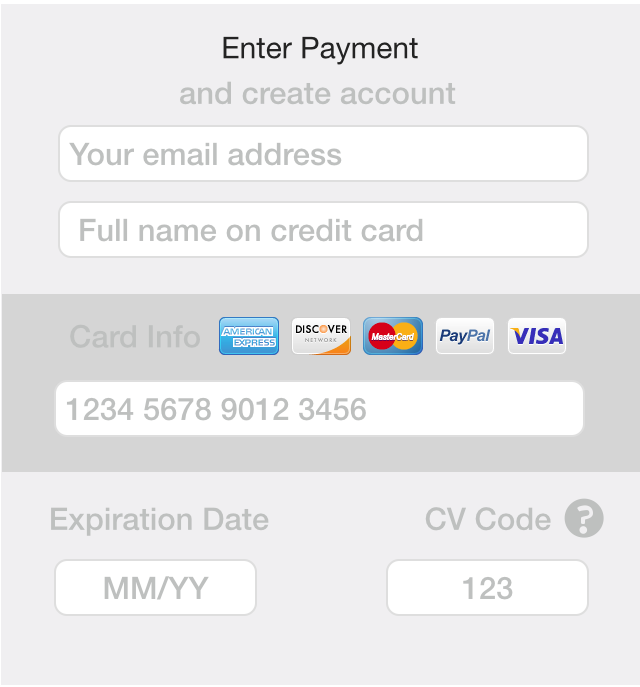 Enter Payment
and create account
Your email address
Full name on credit card
Card Info
AMERICAN
EXPRESS
DISCOVER
NETWORK
MasterCard
PayPal
VISA
1234 5678 9012 3456
Expiration Date
CV Code ?
MM/YY
123